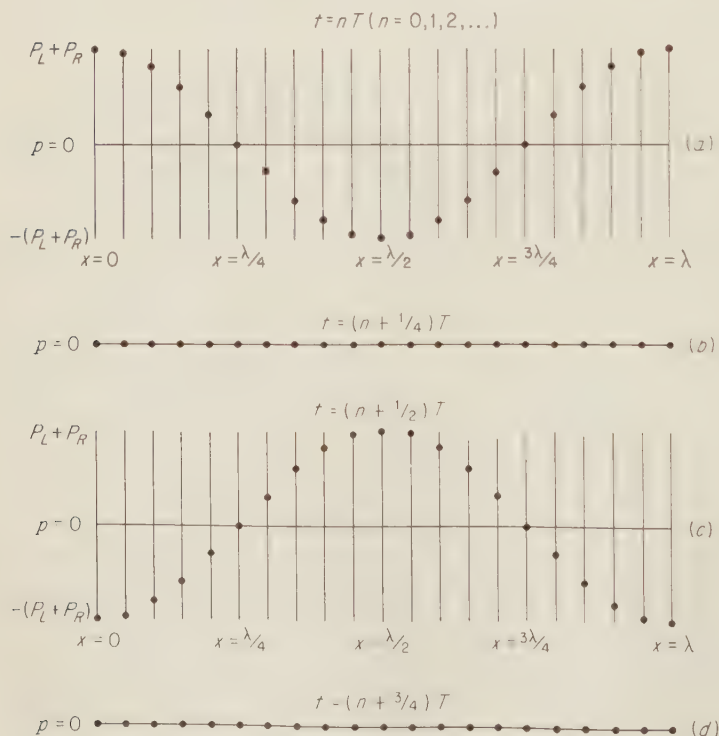 t=nT(n=0,1,2,...)
P_L+P_R
p=0
(a)
-(P_L+P_R)
x=0 x=λ/4 x=λ/2 x=3λ/4 x=λ
t=(n+1/4)T
p=0 (b)
t=(n+1/2)T
P_L+P_R
p=0
(c)
-(P_L+P_R)
x=0 x=λ/4 x=λ/2 x=3λ/4 x=λ
t=(n+3/4)T
p=0 (d)